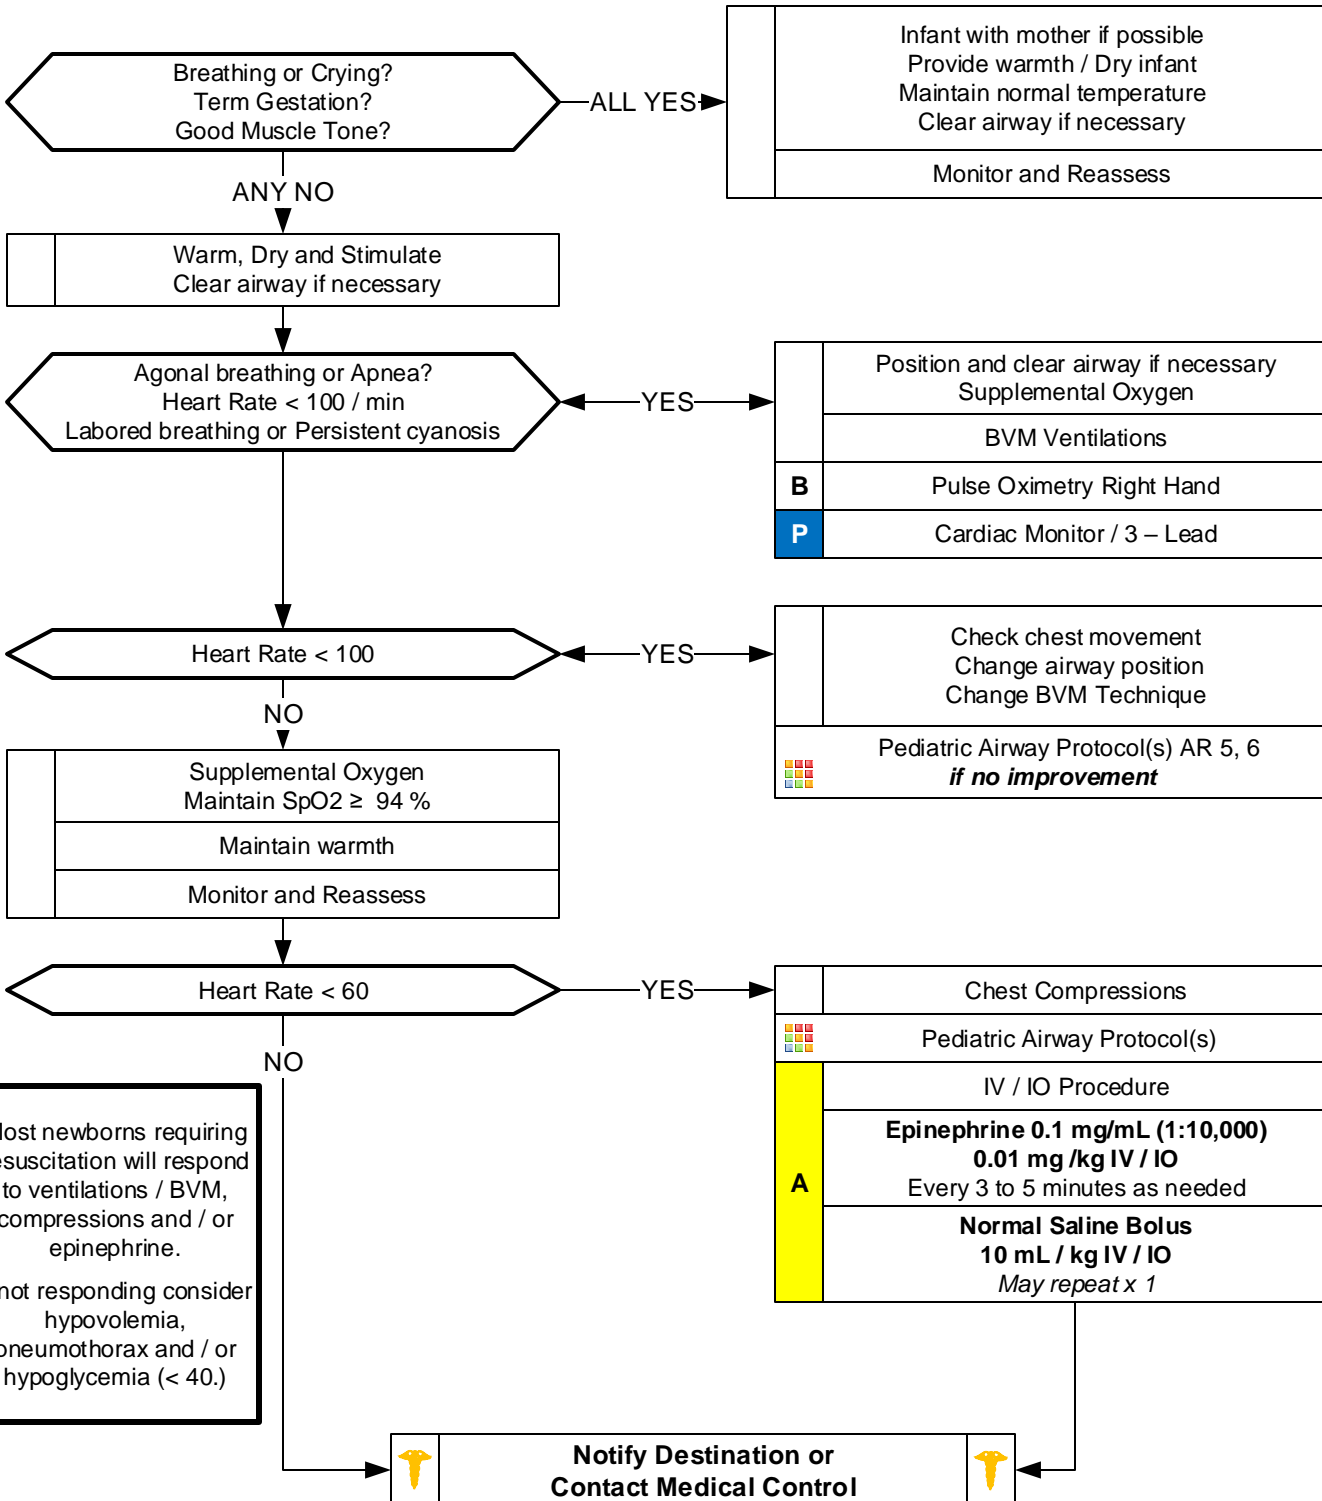 Breathing or Crying?
Term Gestation?
Good Muscle Tone?
ALL YES
Infant with mother if possible
Provide warmth / Dry infant
Maintain normal temperature
Clear airway if necessary
Monitor and Reassess
ANY NO
Warm, Dry and Stimulate
Clear airway if necessary
Agonal breathing or Apnea?
Heart Rate < 100 / min
Labored breathing or Persistent cyanosis
YES
Position and clear airway if necessary
Supplemental Oxygen
BVM Ventilations
B
Pulse Oximetry Right Hand
P
Cardiac Monitor / 3 – Lead
Heart Rate < 100
YES
Check chest movement
Change airway position
Change BVM Technique
Pediatric Airway Protocol(s) AR 5, 6
if no improvement
NO
Supplemental Oxygen
Maintain SpO2 ≥ 94 %
Maintain warmth
Monitor and Reassess
Heart Rate < 60
YES
Chest Compressions
Pediatric Airway Protocol(s)
A
IV / IO Procedure
Epinephrine 0.1 mg/mL (1:10,000)
0.01 mg /kg IV / IO
Every 3 to 5 minutes as needed
Normal Saline Bolus
10 mL / kg IV / IO
May repeat x 1
NO
newborns requiring
will respond
to ventilations / BVM,
compressions and / or
epinephrine.
not responding consider
hypovolemia,
and / or
hypoglycemia (< 40.)
Notify Destination or
Contact Medical Control